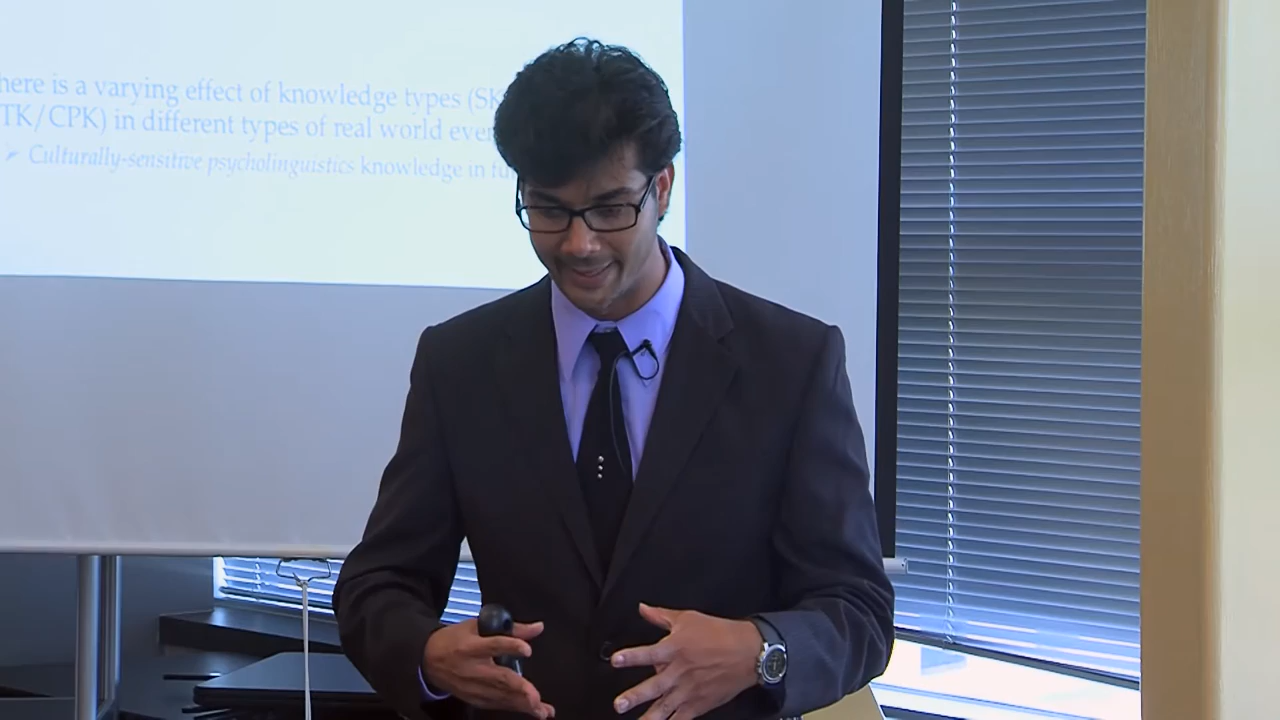 here is a varying effect of knowledge types (SK
TK/CPK) in different types of real world even
Culturally-sensitive psycholinguistics knowledge in